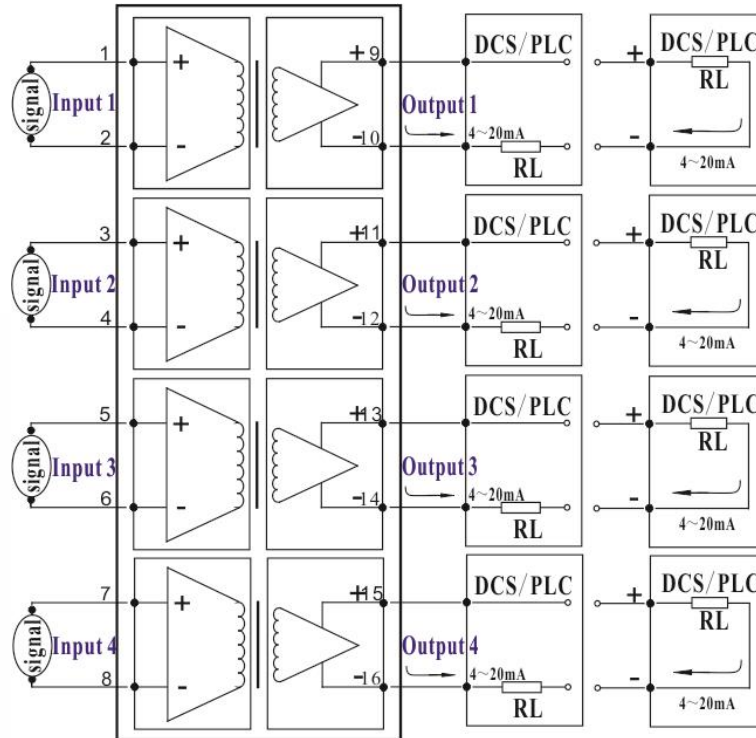 1 + + 9 DCS/PLC + DCS/PLC
signal Input 1 Output 1 RL
2 - - 10 4~20mA - 4~20mA
RL
3 + + 11 DCS/PLC + DCS/PLC
signal Input 2 Output 2 RL
4 - - 12 4~20mA - 4~20mA
RL
5 + + 13 DCS/PLC + DCS/PLC
signal Input 3 Output 3 RL
6 - - 14 4~20mA - 4~20mA
RL
7 + + 15 DCS/PLC + DCS/PLC
signal Input 4 Output 4 RL
8 - - 16 4~20mA - 4~20mA
RL